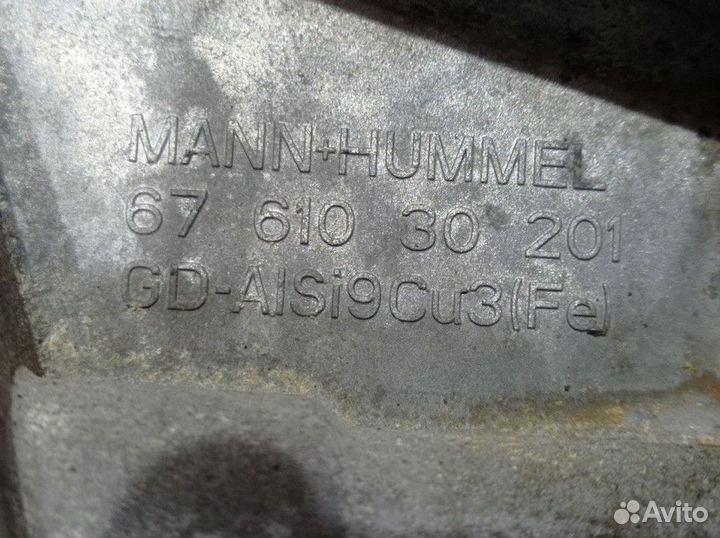 MANN+HUMMEL
67 610 30 201
GD-AlSi9Cu3(Fe)
Avito